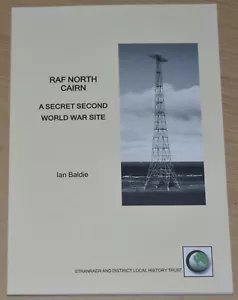 RAF NORTH
CAIRN
A SECRET SECOND
WORLD WAR SITE
Ian Baldie
STRANRAER AND DISTRICT LOCAL HISTORY TRUST